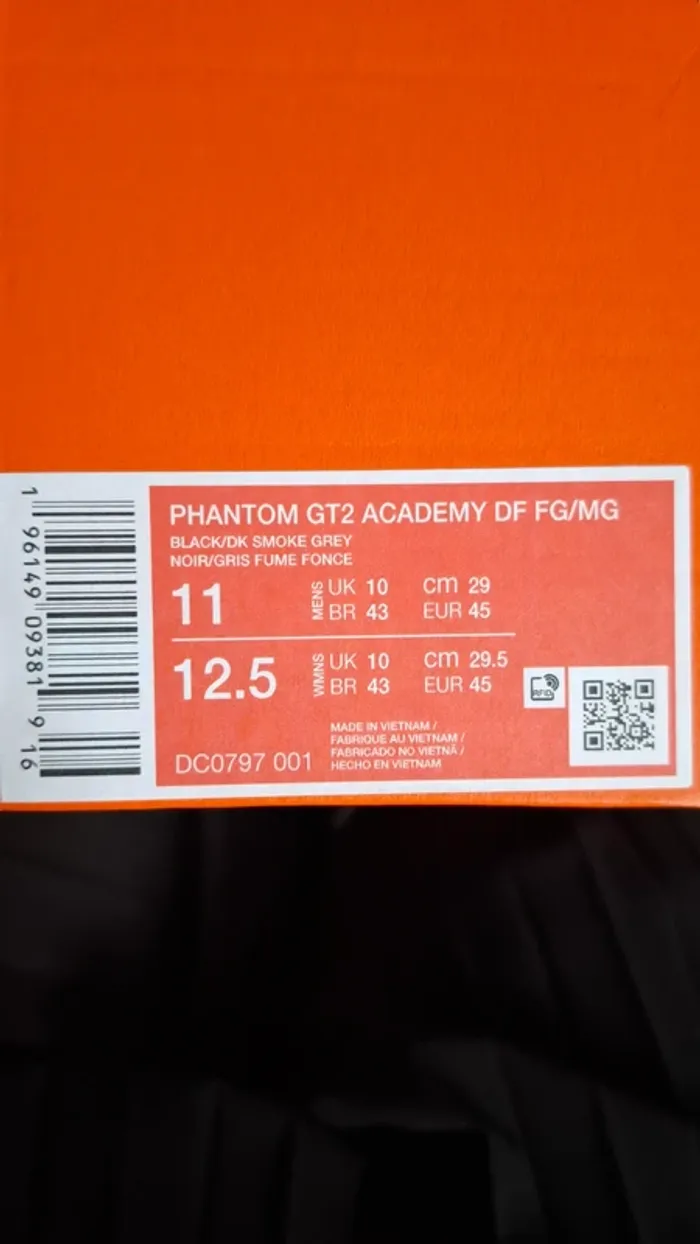 1 96149 09381 9 16
PHANTOM GT2 ACADEMY DF FG/MG
BLACK/DK SMOKE GREY
NOIR/GRIS FUME FONCE
11
MENS
UK 10 cm 29
BR 43 EUR 45
12.5
WMNS
UK 10 cm 29.5
BR 43 EUR 45
RFID
DC0797 001
MADE IN VIETNAM /
FABRIQUE AU VIETNAM /
FABRICADO NO VIETNÃ /
HECHO EN VIETNAM